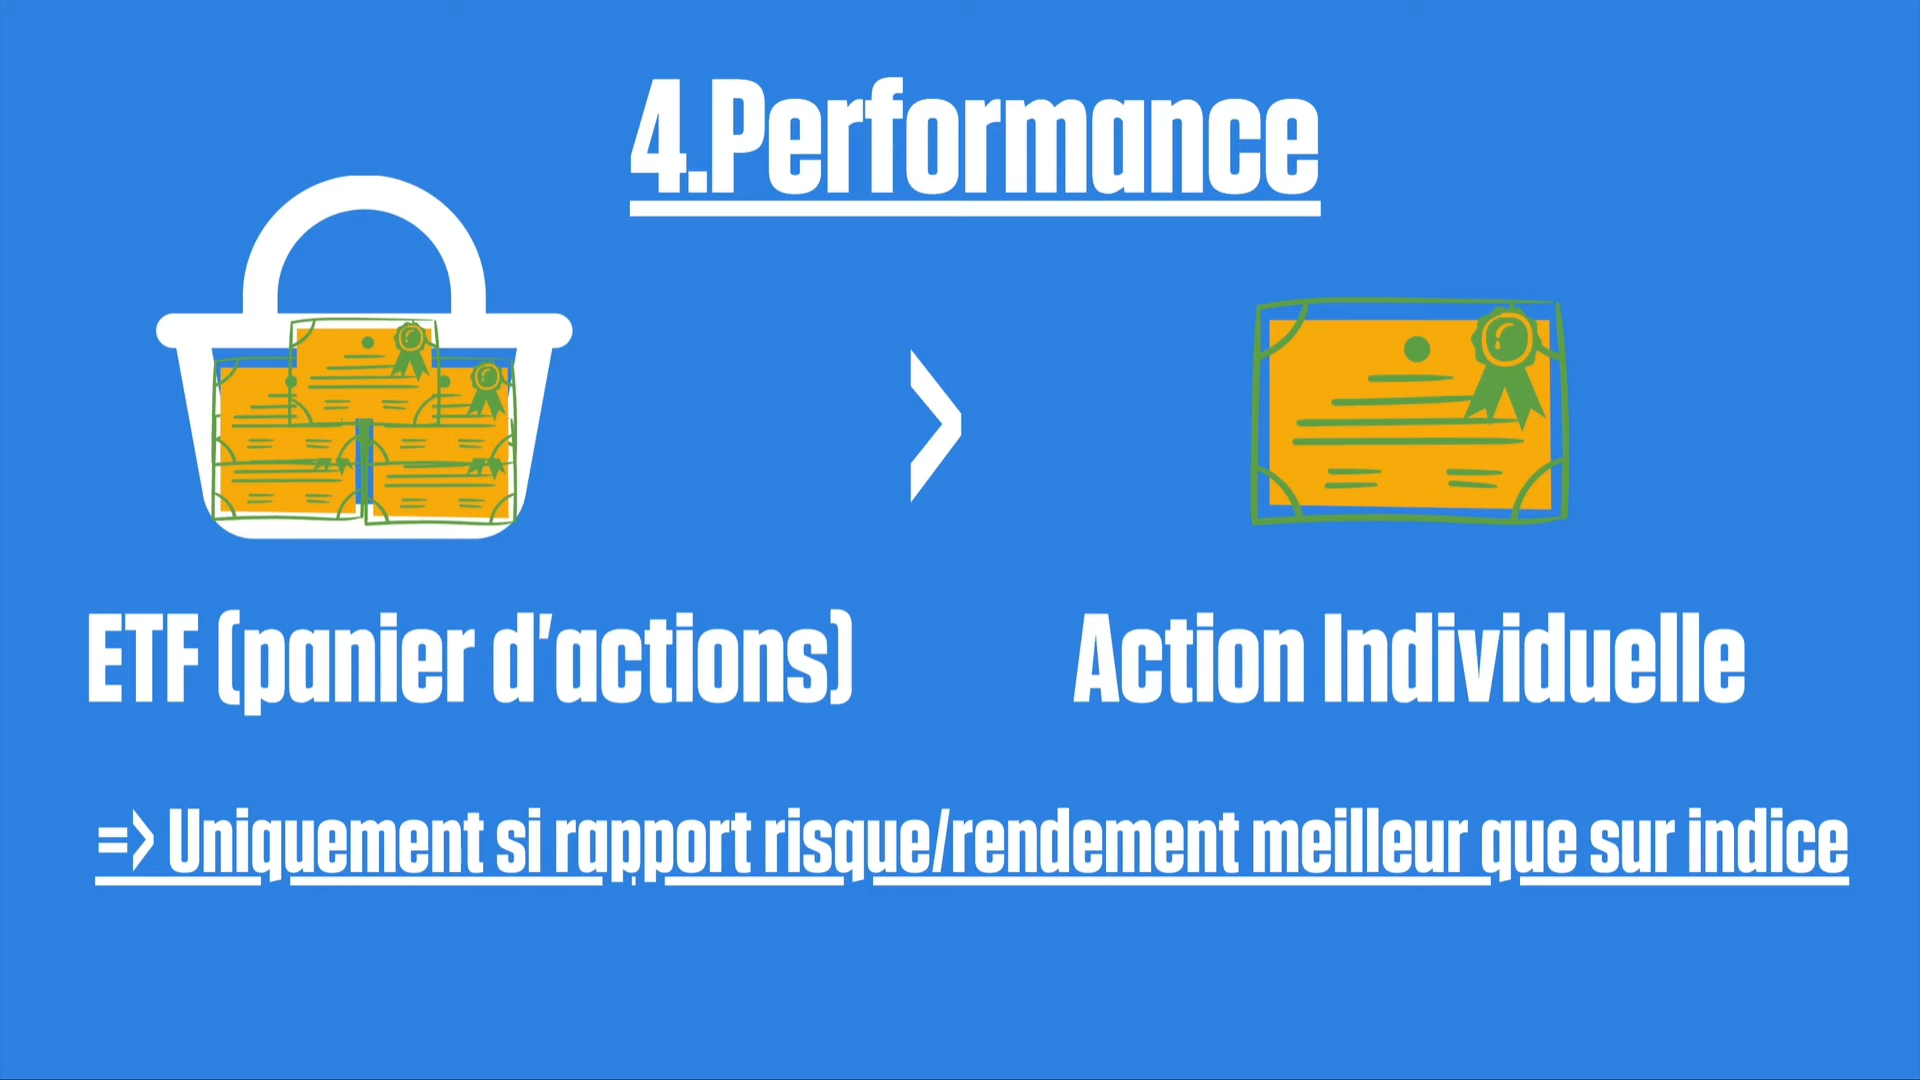 4.Performance
>
ETF (panier d'actions)
Action Individuelle
=> Uniquement si rapport risque/rendement meilleur que sur indice